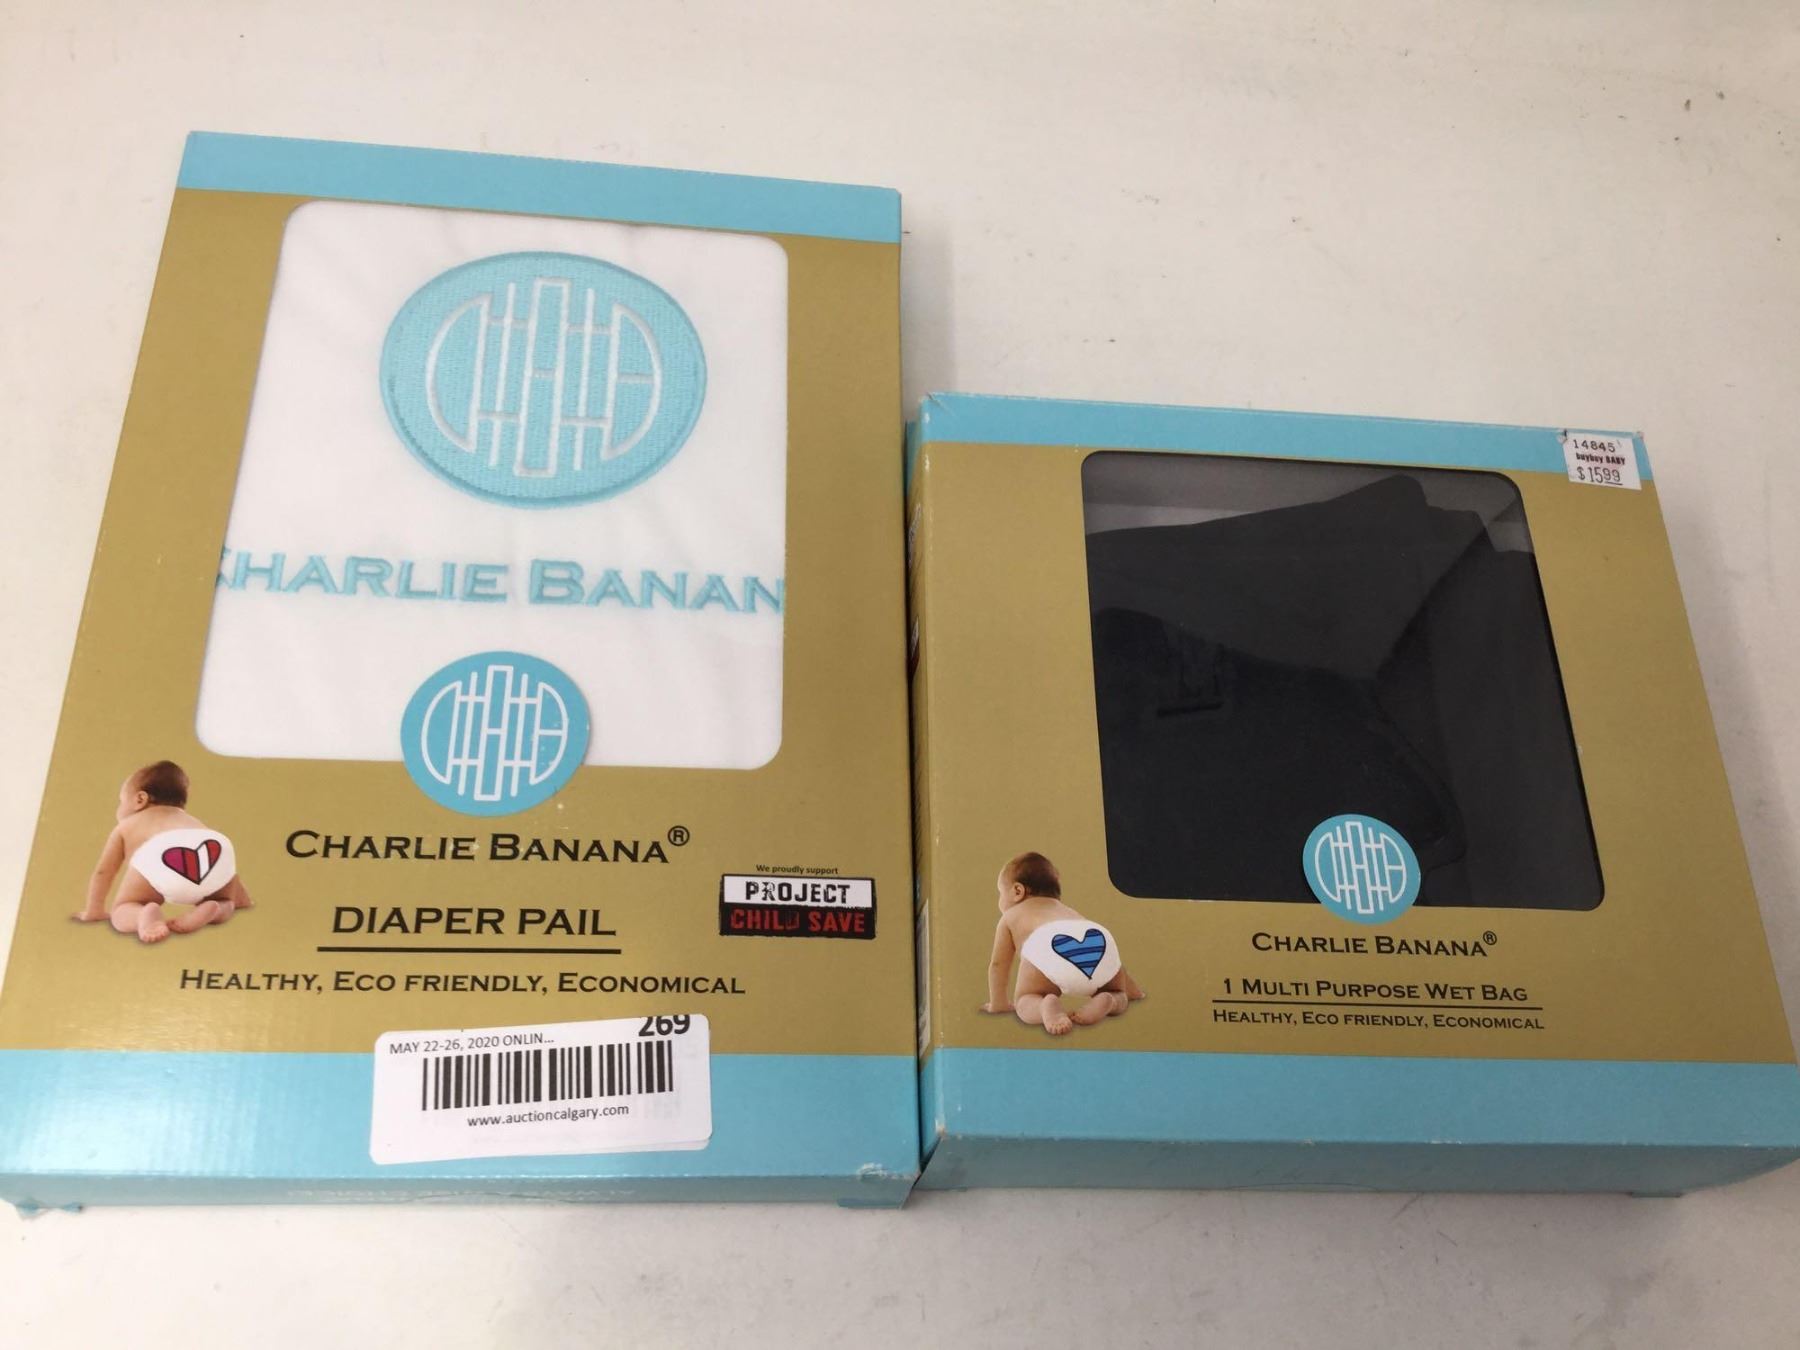 CHARLIE BANAN
CHARLIE BANANA®
DIAPER PAIL
HEALTHY, ECO FRIENDLY, ECONOMICAL
We proudly support
PROJECT
CHILD SAVE
269
MAY 22-26, 2020 ONLIN...
www.auctioncalgary.com
14845
buybuy BABY
$1599
CHARLIE BANANA®
1 MULTI PURPOSE WET BAG
HEALTHY, ECO FRIENDLY, ECONOMICAL